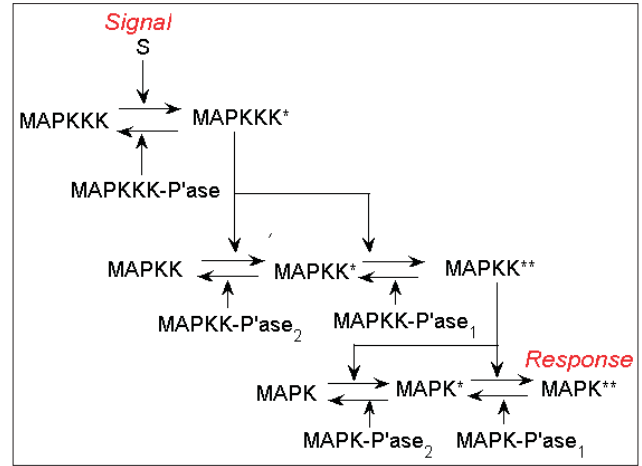 Signal
S
MAPKKK MAPKKK*
MAPKKK-P'ase
MAPKK MAPKK* MAPKK**
MAPKK-P'ase2 MAPKK-P'ase1
Response
MAPK MAPK* MAPK**
MAPK-P'ase2 MAPK-P'ase1